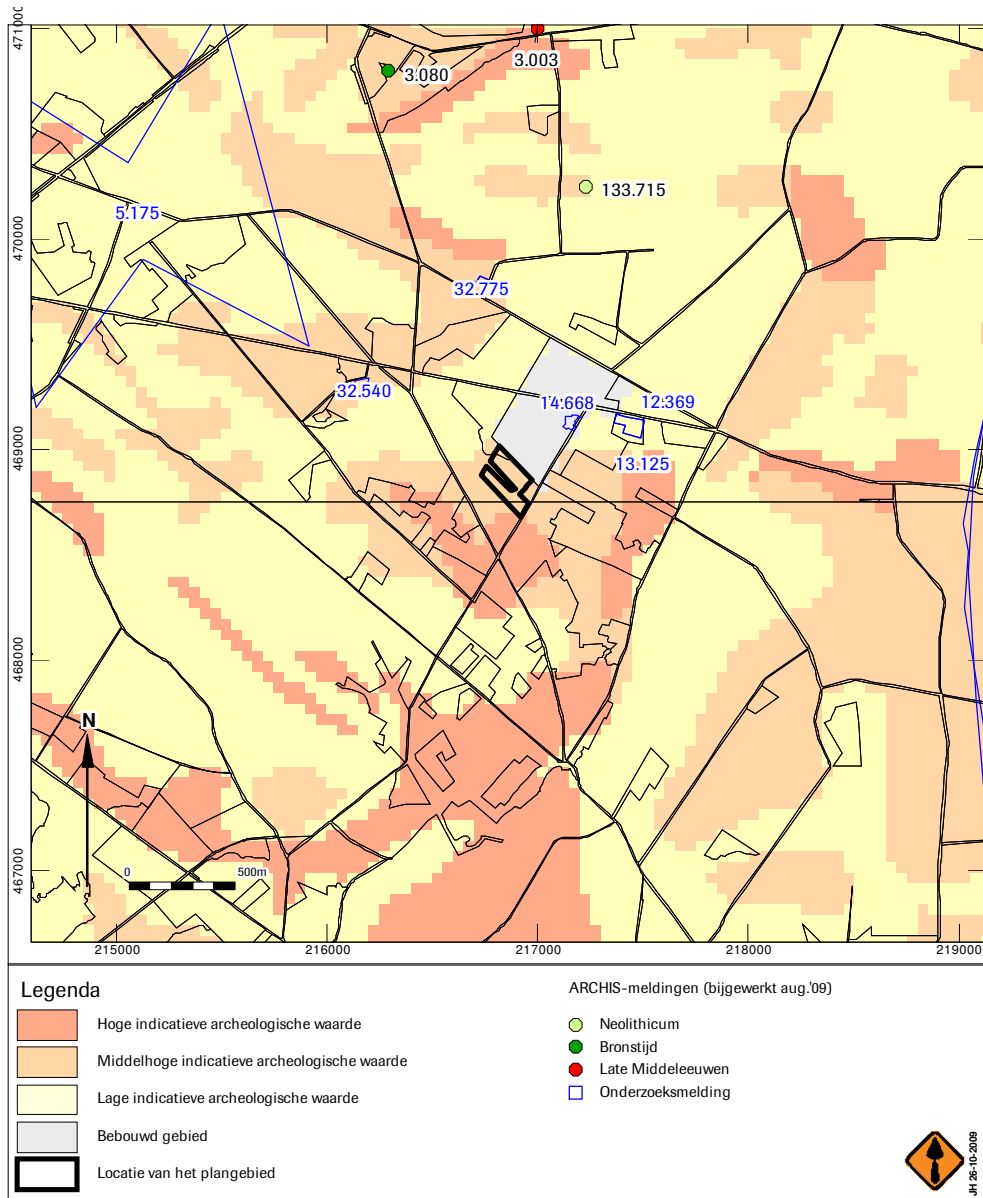 471000
3.080
3.003
133.715
5.175
470000
32.775
32.540
14.668
12.369
469000
13.125
468000
N
467000
0
500m
215000
216000
217000
218000
219000
Legenda
Hoge indicatieve archeologische waarde
Middelhoge indicatieve archeologische waarde
Lage indicatieve archeologische waarde
Bebouwd gebied
Locatie van het plangebied
ARCHIS-meldingen (bijgewerkt aug.'09)
Neolithicum
Bronstijd
Late Middeleeuwen
Onderzoeksmelding
JH 26-10-2009